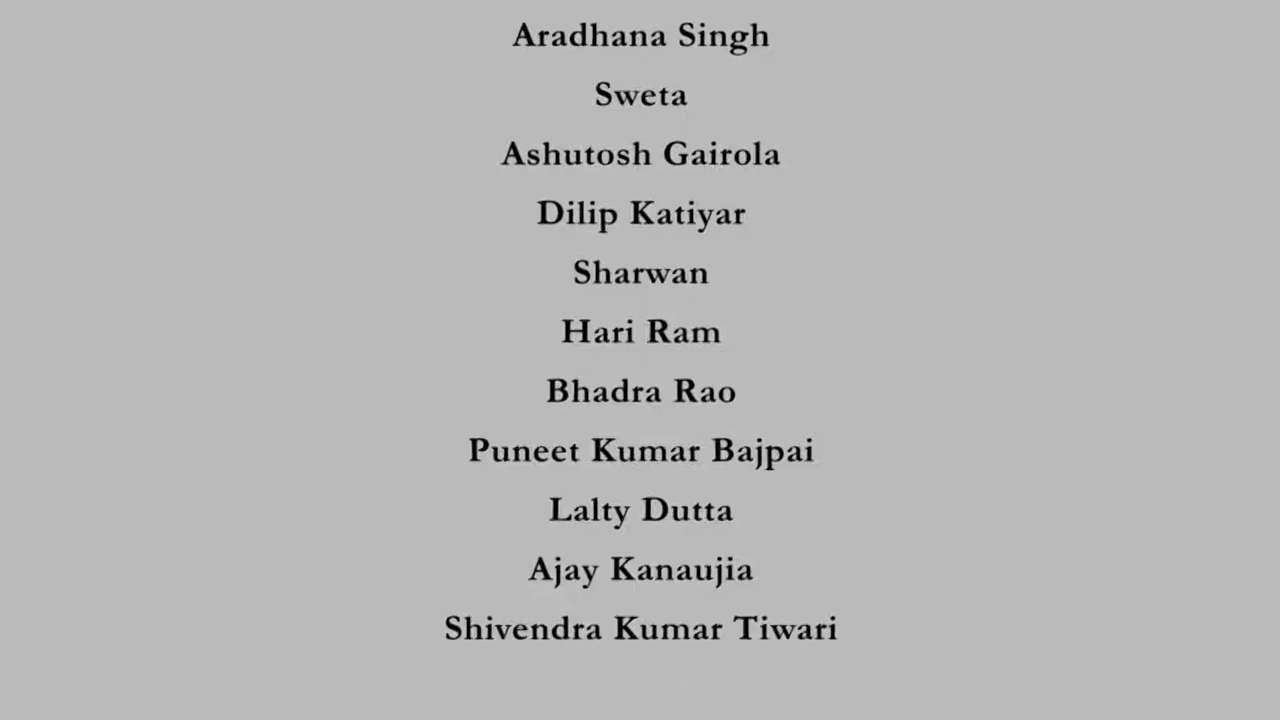 Aradhana Singh
Sweta
Ashutosh Gairola
Dilip Katiyar
Sharwan
Hari Ram
Bhadra Rao
Puneet Kumar Bajpai
Lalty Dutta
Ajay Kanaujia
Shivendra Kumar Tiwari